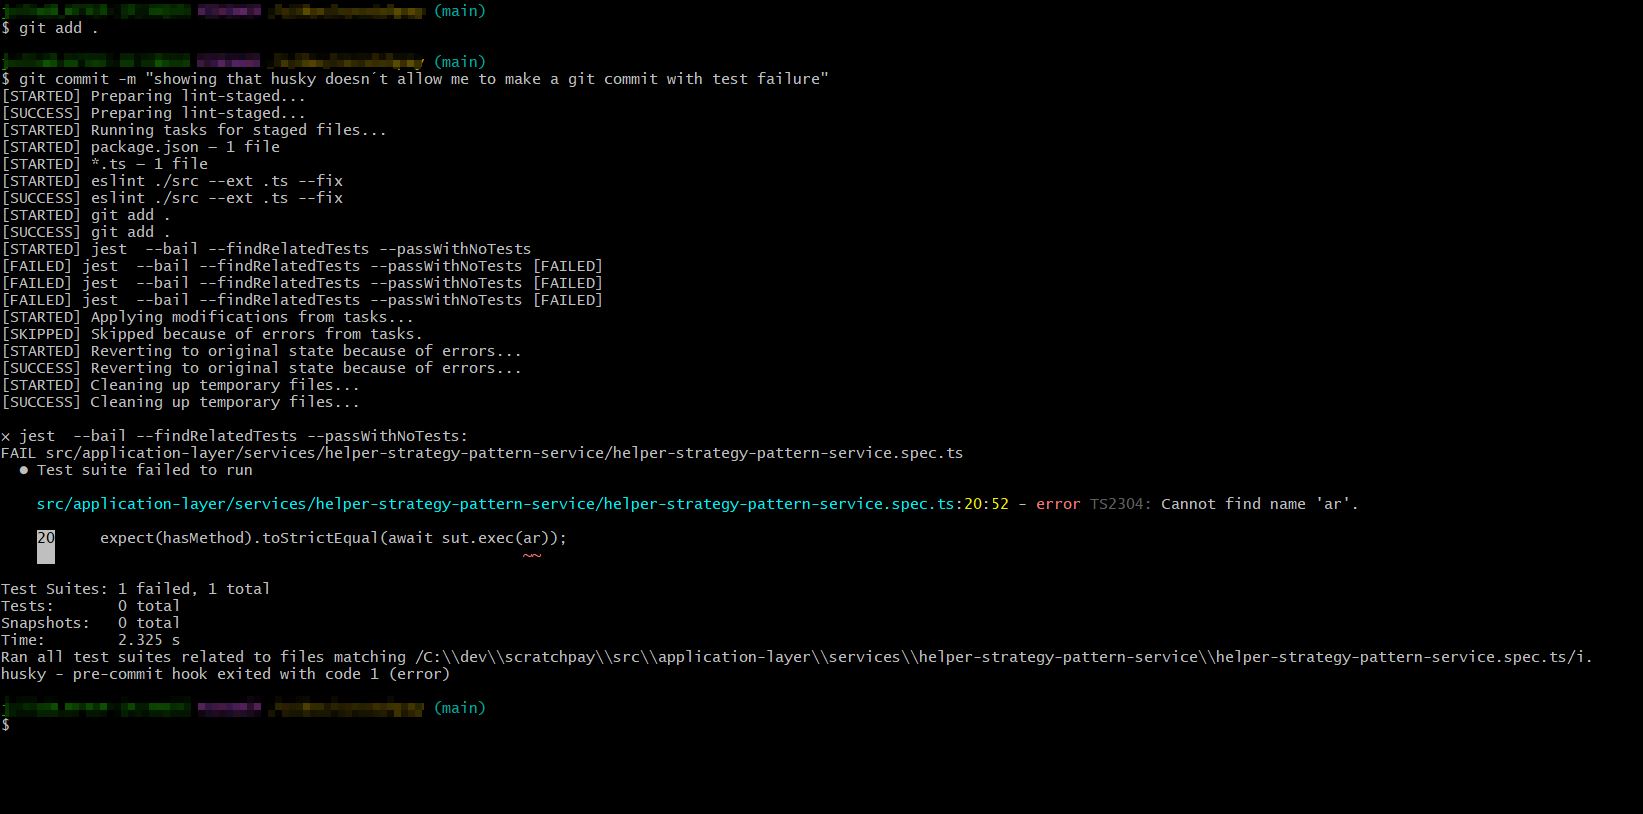 (main)
$ git add .
(main)
$ git commit -m "showing that husky doesn´t allow me to make a git commit with test failure"
[STARTED] Preparing lint-staged...
[SUCCESS] Preparing lint-staged...
[STARTED] Running tasks for staged files...
[STARTED] package.json — 1 file
[STARTED] *.ts — 1 file
[STARTED] eslint ./src --ext .ts --fix
[SUCCESS] eslint ./src --ext .ts --fix
[STARTED] git add .
[SUCCESS] git add .
[STARTED] jest  --bail --findRelatedTests --passWithNoTests
[FAILED] jest  --bail --findRelatedTests --passWithNoTests [FAILED]
[FAILED] jest  --bail --findRelatedTests --passWithNoTests [FAILED]
[FAILED] jest  --bail --findRelatedTests --passWithNoTests [FAILED]
[STARTED] Applying modifications from tasks...
[SKIPPED] Skipped because of errors from tasks.
[STARTED] Reverting to original state because of errors...
[SUCCESS] Reverting to original state because of errors...
[STARTED] Cleaning up temporary files...
[SUCCESS] Cleaning up temporary files...
× jest  --bail --findRelatedTests --passWithNoTests:
FAIL src/application-layer/services/helper-strategy-pattern-service/helper-strategy-pattern-service.spec.ts
● Test suite failed to run
src/application-layer/services/helper-strategy-pattern-service/helper-strategy-pattern-service.spec.ts:20:52 - error TS2304: Cannot find name 'ar'.
20     expect(hasMethod).toStrictEqual(await sut.exec(ar));
~~
Test Suites: 1 failed, 1 total
Tests:       0 total
Snapshots:   0 total
Time:        2.325 s
Ran all test suites related to files matching /C:\\dev\\scratchpay\\src\\application-layer\\services\\helper-strategy-pattern-service\\helper-strategy-pattern-service.spec.ts/i.
husky - pre-commit hook exited with code 1 (error)
(main)
$